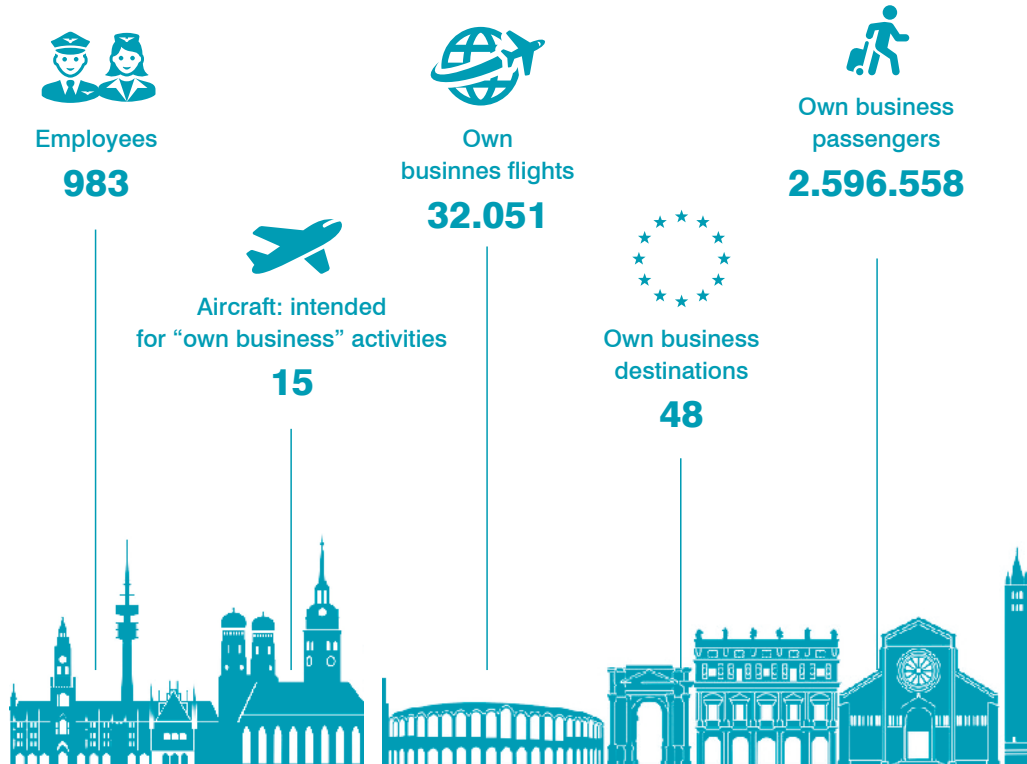 Employees
983
Aircraft: intended
for “own business” activities
15
Own
businnes flights
32.051
Own business
destinations
48
Own business
passengers
2.596.558